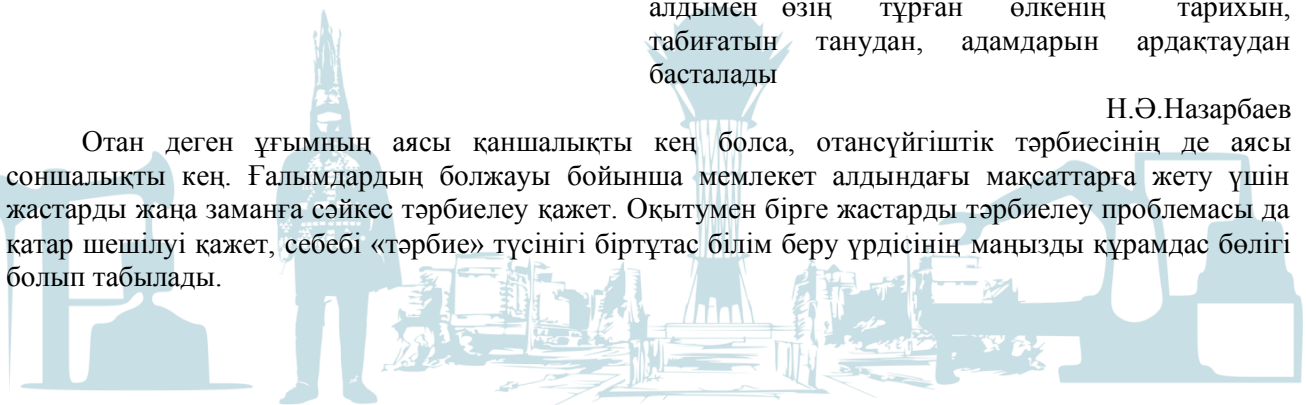 алдымен өзің тұрған өлкенің тарихын,
табиғатын танудан, адамдарын ардақтаудан
басталады
Н.Ә.Назарбаев
Отан деген ұғымның аясы қаншалықты кең болса, отансүйгіштік тәрбиесінің де аясы
соншалықты кең. Ғалымдардың болжауы бойынша мемлекет алдындағы мақсаттарға жету үшін
жастарды жаңа заманға сәйкес тәрбиелеу қажет. Оқытумен бірге жастарды тәрбиелеу проблемасы да
қатар шешілуі қажет, себебі «тәрбие» түсінігі біртұтас білім беру үрдісінің маңызды құрамдас бөлігі
болып табылады.